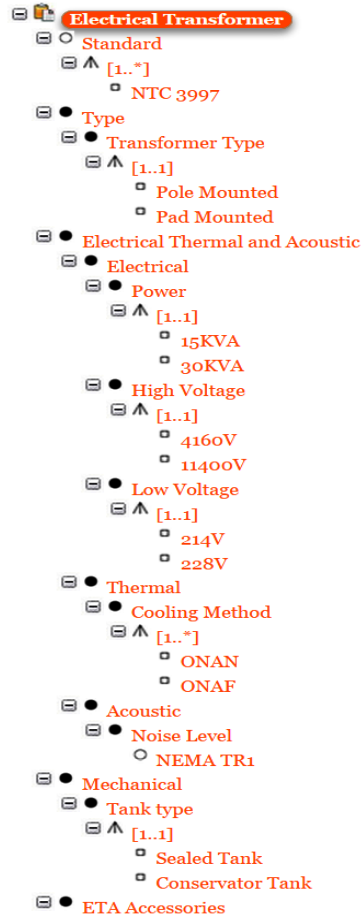 Electrical Transformer
Standard
[1..*]
NTC 3997
Type
Transformer Type
[1..1]
Pole Mounted
Pad Mounted
Electrical Thermal and Acoustic
Electrical
Power
[1..1]
15KVA
30KVA
High Voltage
[1..1]
4160V
11400V
Low Voltage
[1..1]
214V
228V
Thermal
Cooling Method
[1..*]
ONAN
ONAF
Acoustic
Noise Level
NEMA TR1
Mechanical
Tank type
[1..1]
Sealed Tank
Conservator Tank
ETA Accessories